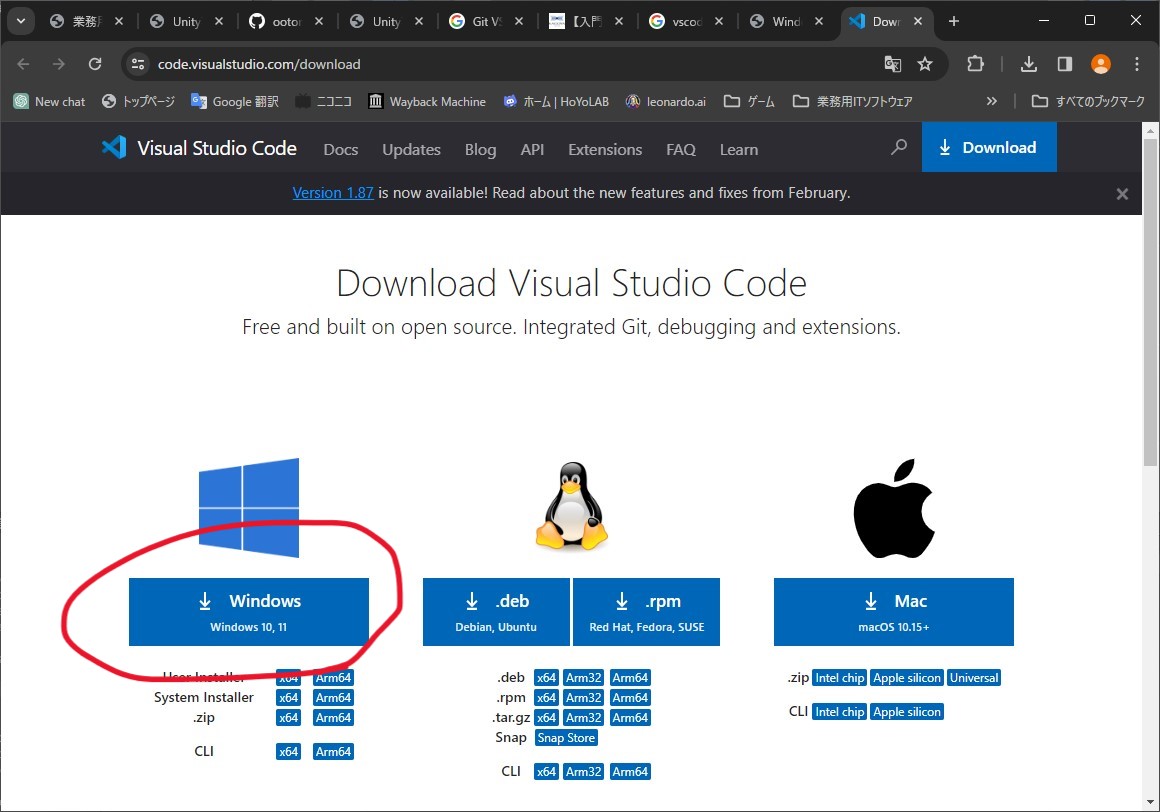 業務 Unity ootor Unity Git VS 【入門 vscod Wind Down
code.visualstudio.com/download
New chat トップページ Google 翻訳 ニコニコ Wayback Machine ホーム | HoYoLAB leonardo.ai ゲーム 業務用ITソフトウェア » すべてのブックマーク
Visual Studio Code Docs Updates Blog API Extensions FAQ Learn Download
Version 1.87 is now available! Read about the new features and fixes from February.
Download Visual Studio Code
Free and built on open source. Integrated Git, debugging and extensions.
Windows
Windows 10, 11
User Installer x64 Arm64
System Installer x64 Arm64
.zip x64 Arm64
CLI x64 Arm64
.deb
Debian, Ubuntu
.rpm
Red Hat, Fedora, SUSE
.deb x64 Arm32 Arm64
.rpm x64 Arm32 Arm64
.tar.gz x64 Arm32 Arm64
Snap Snap Store
CLI x64 Arm32 Arm64
Mac
macOS 10.15+
.zip Intel chip Apple silicon Universal
CLI Intel chip Apple silicon